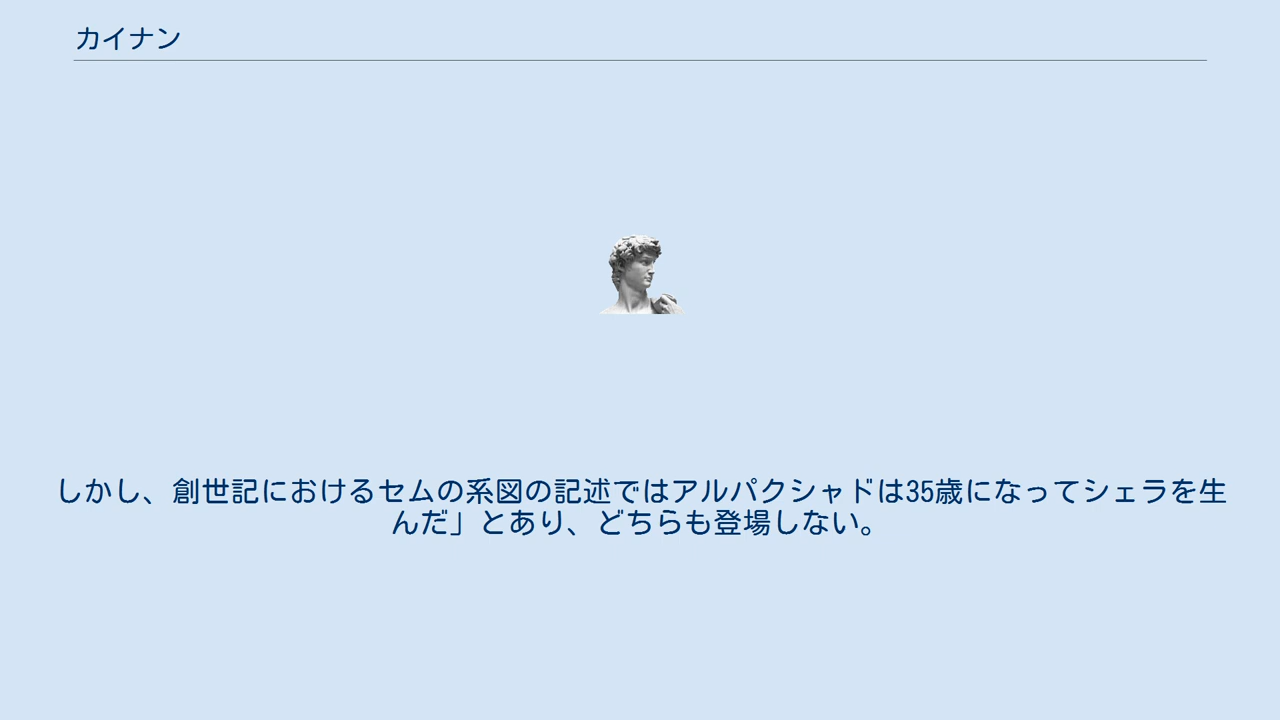 カイナン
しかし、創世記におけるセムの系図の記述ではアルパクシャドは35歳になってシェラを生
んだ」とあり、どちらも登場しない。